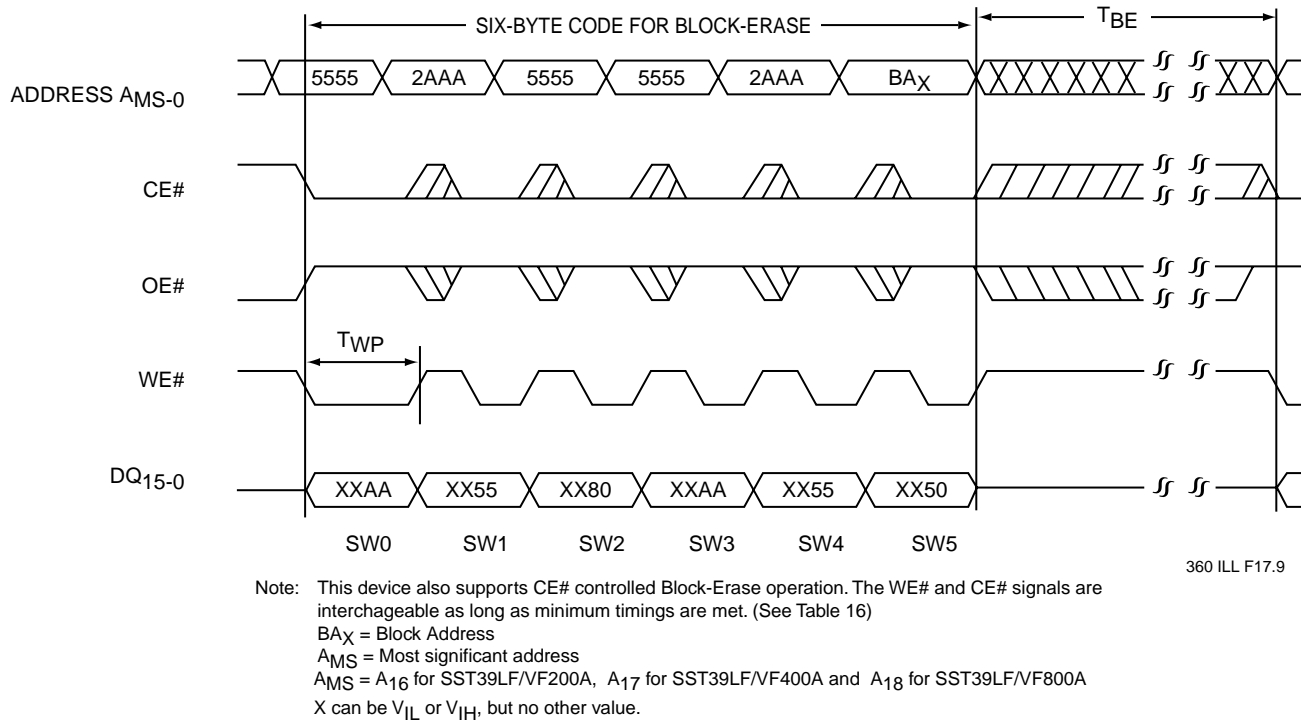 SIX-BYTE CODE FOR BLOCK-ERASE
TBE
ADDRESS AMS-0
5555 2AAA 5555 5555 2AAA BAX
CE#
OE#
TWP
WE#
DQ15-0
XXAA XX55 XX80 XXAA XX55 XX50
SW0 SW1 SW2 SW3 SW4 SW5
360 ILL F17.9
Note: This device also supports CE# controlled Block-Erase operation. The WE# and CE# signals are
interchageable as long as minimum timings are met. (See Table 16)
BAX = Block Address
AMS = Most significant address
AMS = A16 for SST39LF/VF200A, A17 for SST39LF/VF400A and A18 for SST39LF/VF800A
X can be VIL or VIH, but no other value.